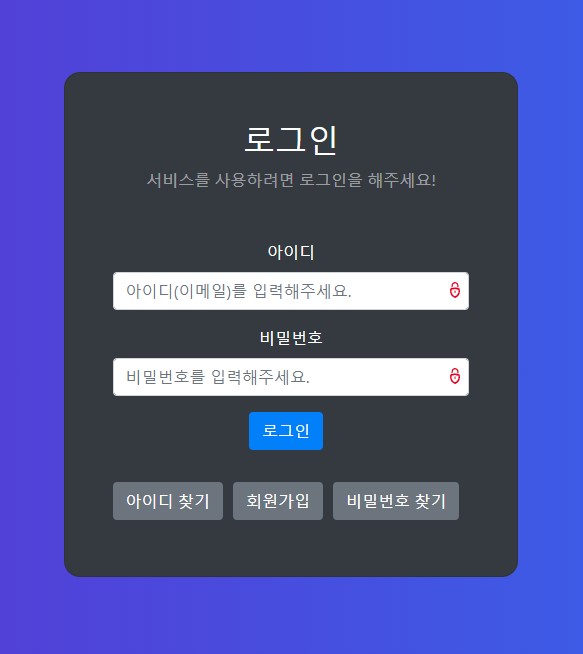 로그인
서비스를 사용하려면 로그인을 해주세요!
아이디
아이디(이메일)를 입력해주세요.
비밀번호
비밀번호를 입력해주세요.
로그인
아이디 찾기 회원가입 비밀번호 찾기